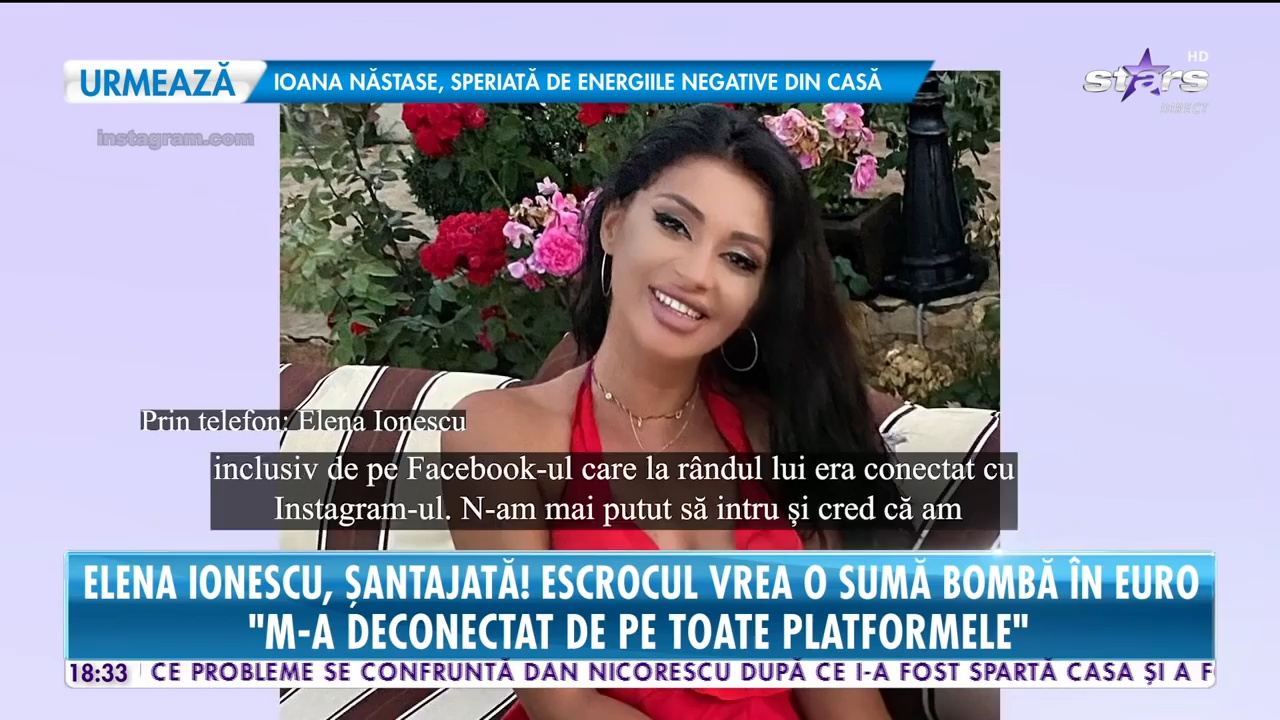 URMEAZĂ
IOANA NĂSTASE, SPERIATĂ DE ENERGIILE NEGATIVE DIN CASĂ
HD
stars
DIRECT
instagram.com
Prin telefon: Elena Ionescu
inclusiv de pe Facebook-ul care la rândul lui era conectat cu
Instagram-ul. N-am mai putut să intru și cred că am
ELENA IONESCU, ȘANTAJATĂ! ESCROCUL VREA O SUMĂ BOMBĂ ÎN EURO
"M-A DECONECTAT DE PE TOATE PLATFORMELE"
18:33 CE PROBLEME SE CONFRUNTĂ DAN NICORESCU DUPĂ CE I-A FOST SPARTĂ CASA ȘI A F